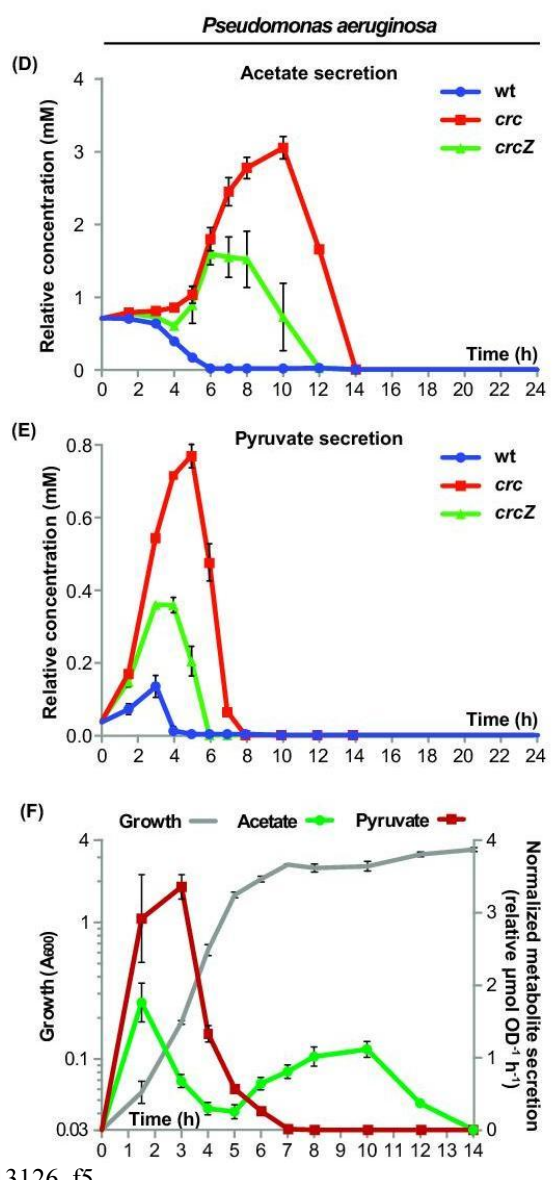 Pseudomonas aeruginosa
(D)
Acetate secretion
wt
crc
crcZ
Relative concentration (mM)
4
3
2
1
0
Time (h)
0 2 4 6 8 10 12 14 16 18 20 22 24
(E)
Pyruvate secretion
wt
crc
crcZ
Relative concentration (mM)
0.8
0.6
0.4
0.2
0.0
Time (h)
0 2 4 6 8 10 12 14 16 18 20 22 24
(F)
Growth Acetate Pyruvate
Growth (A600)
4
1
0.1
0.03
Normalized metabolite secretion
(relative µmol OD-1 h-1)
4
3
2
1
0
Time (h)
0 1 2 3 4 5 6 7 8 9 10 11 12 13 14
3126_f5